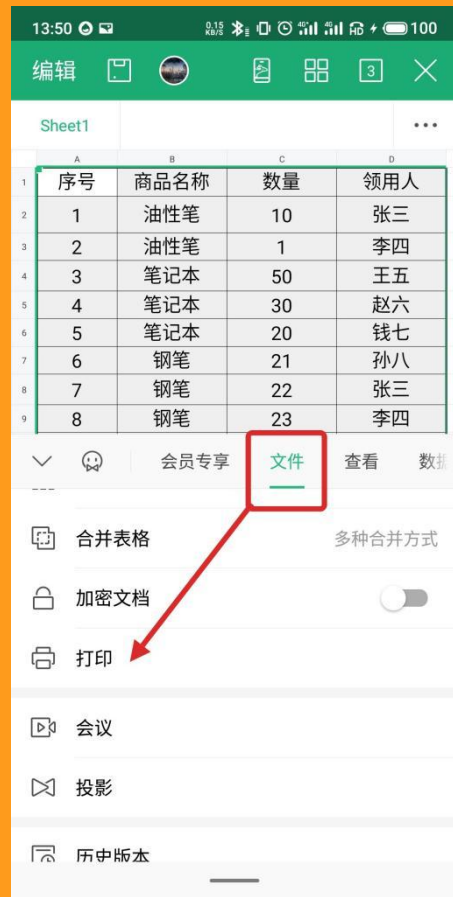 13:50 0.15 KB/S 4G 4G HD 100
编辑 3
Sheet1
A B C D
1 序号 商品名称 数量 领用人
2 1 油性笔 10 张三
3 2 油性笔 1 李四
4 3 笔记本 50 王五
5 4 笔记本 30 赵六
6 5 笔记本 20 钱七
7 6 钢笔 21 孙八
8 7 钢笔 22 张三
9 8 钢笔 23 李四
会员专享 文件 查看 数据
合并表格 多种合并方式
加密文档
打印
会议
投影
历史版本